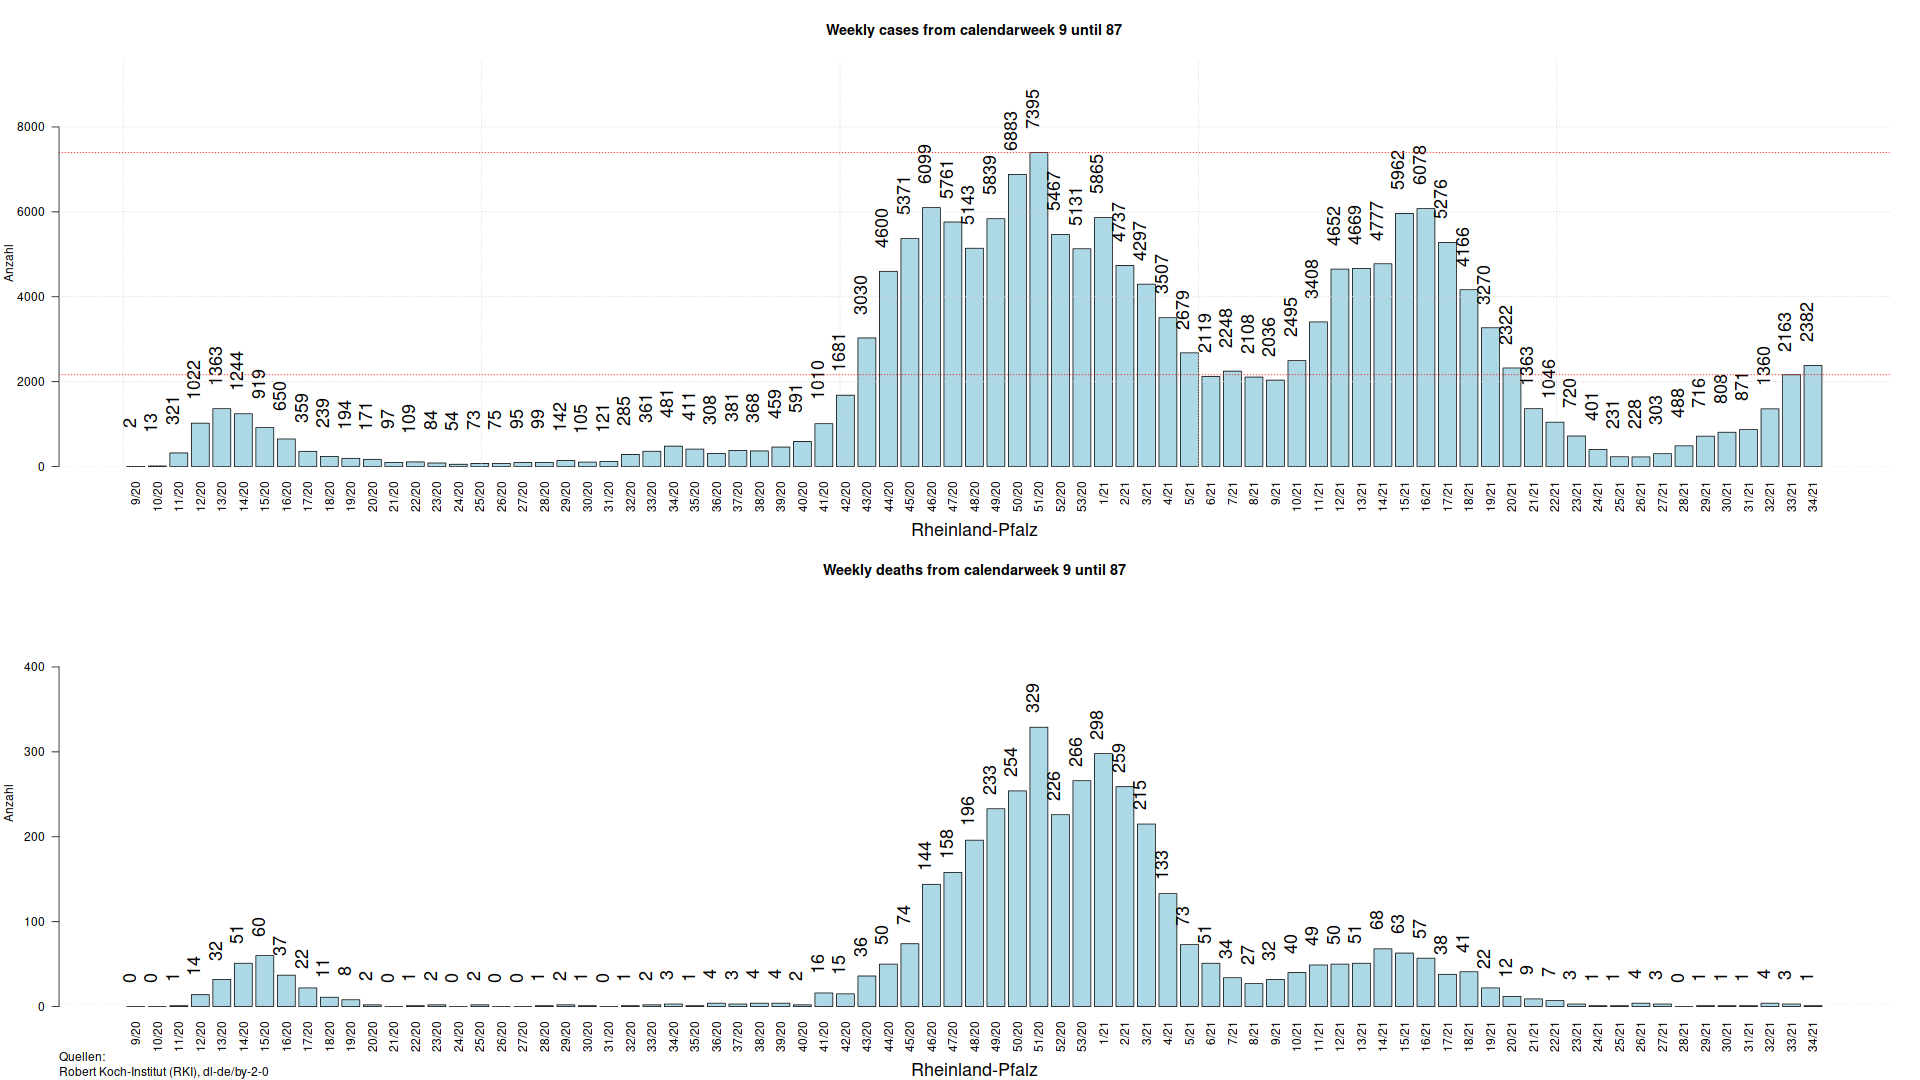 Weekly cases from calendarweek 9 until 87
Anzahl
8000
6000
4000
2000
0
2 13 321 1022 1363 1244 919 650 359 239 194 171 97 109 84 54 73 75 95 99 142 105 121 285 361 481 411 308 381 368 459 591 1010 1681 3030 4600 5371 6099 5761 5143 5839 6883 7395 5467 5131 5865 4737 4297 3507 2679 2119 2248 2108 2036 2495 3408 4652 4669 4777 5962 6078 5276 4166 3270 2322 1363 1046 720 401 231 228 303 488 716 808 871 1360 2163 2382
9/20 10/20 11/20 12/20 13/20 14/20 15/20 16/20 17/20 18/20 19/20 20/20 21/20 22/20 23/20 24/20 25/20 26/20 27/20 28/20 29/20 30/20 31/20 32/20 33/20 34/20 35/20 36/20 37/20 38/20 39/20 40/20 41/20 42/20 43/20 44/20 45/20 46/20 47/20 48/20 49/20 50/20 51/20 52/20 53/20 1/21 2/21 3/21 4/21 5/21 6/21 7/21 8/21 9/21 10/21 11/21 12/21 13/21 14/21 15/21 16/21 17/21 18/21 19/21 20/21 21/21 22/21 23/21 24/21 25/21 26/21 27/21 28/21 29/21 30/21 31/21 32/21 33/21 34/21
Rheinland-Pfalz
Weekly deaths from calendarweek 9 until 87
Anzahl
400
300
200
100
0
0 0 1 14 32 51 60 37 22 11 8 2 0 1 2 0 2 0 0 1 2 1 0 1 2 3 1 4 3 4 4 2 16 15 36 50 74 144 158 196 233 254 329 226 266 298 259 215 133 73 51 34 27 32 40 49 50 51 68 63 57 38 41 22 12 9 7 3 1 1 4 3 0 1 1 1 4 3 1
9/20 10/20 11/20 12/20 13/20 14/20 15/20 16/20 17/20 18/20 19/20 20/20 21/20 22/20 23/20 24/20 25/20 26/20 27/20 28/20 29/20 30/20 31/20 32/20 33/20 34/20 35/20 36/20 37/20 38/20 39/20 40/20 41/20 42/20 43/20 44/20 45/20 46/20 47/20 48/20 49/20 50/20 51/20 52/20 53/20 1/21 2/21 3/21 4/21 5/21 6/21 7/21 8/21 9/21 10/21 11/21 12/21 13/21 14/21 15/21 16/21 17/21 18/21 19/21 20/21 21/21 22/21 23/21 24/21 25/21 26/21 27/21 28/21 29/21 30/21 31/21 32/21 33/21 34/21
Rheinland-Pfalz
Quellen:
Robert Koch-Institut (RKI), dl-de/by-2-0